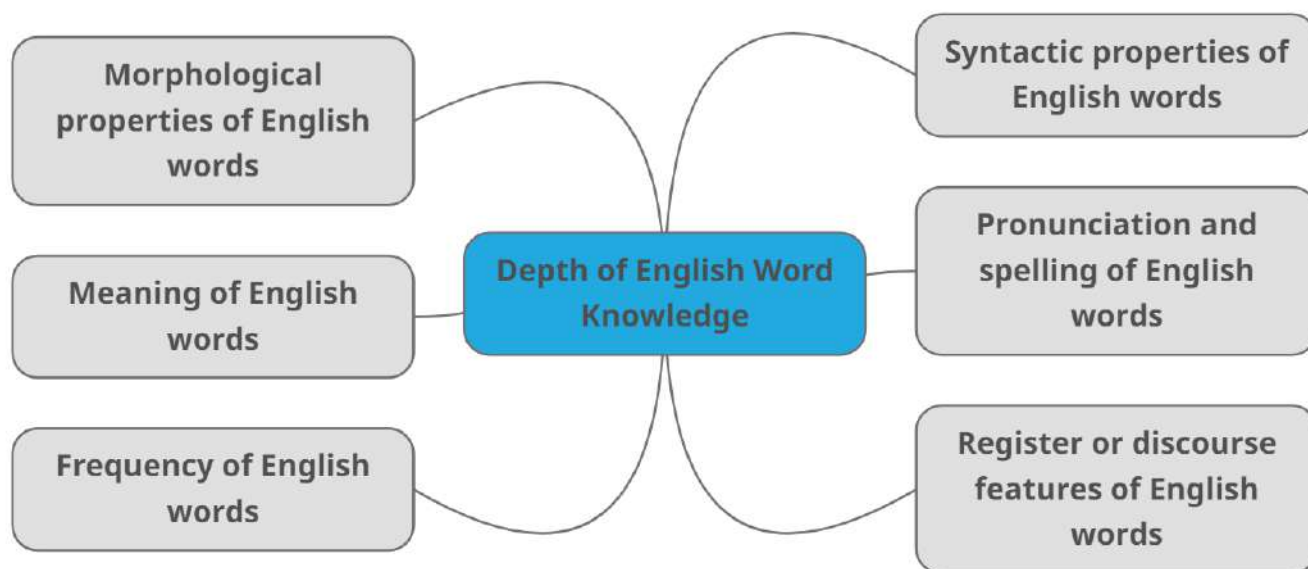 Morphological
properties of English
words
Meaning of English
words
Frequency of English
words
Depth of English Word
Knowledge
Syntactic properties of
English words
Pronunciation and
spelling of English
words
Register or discourse
features of English
words